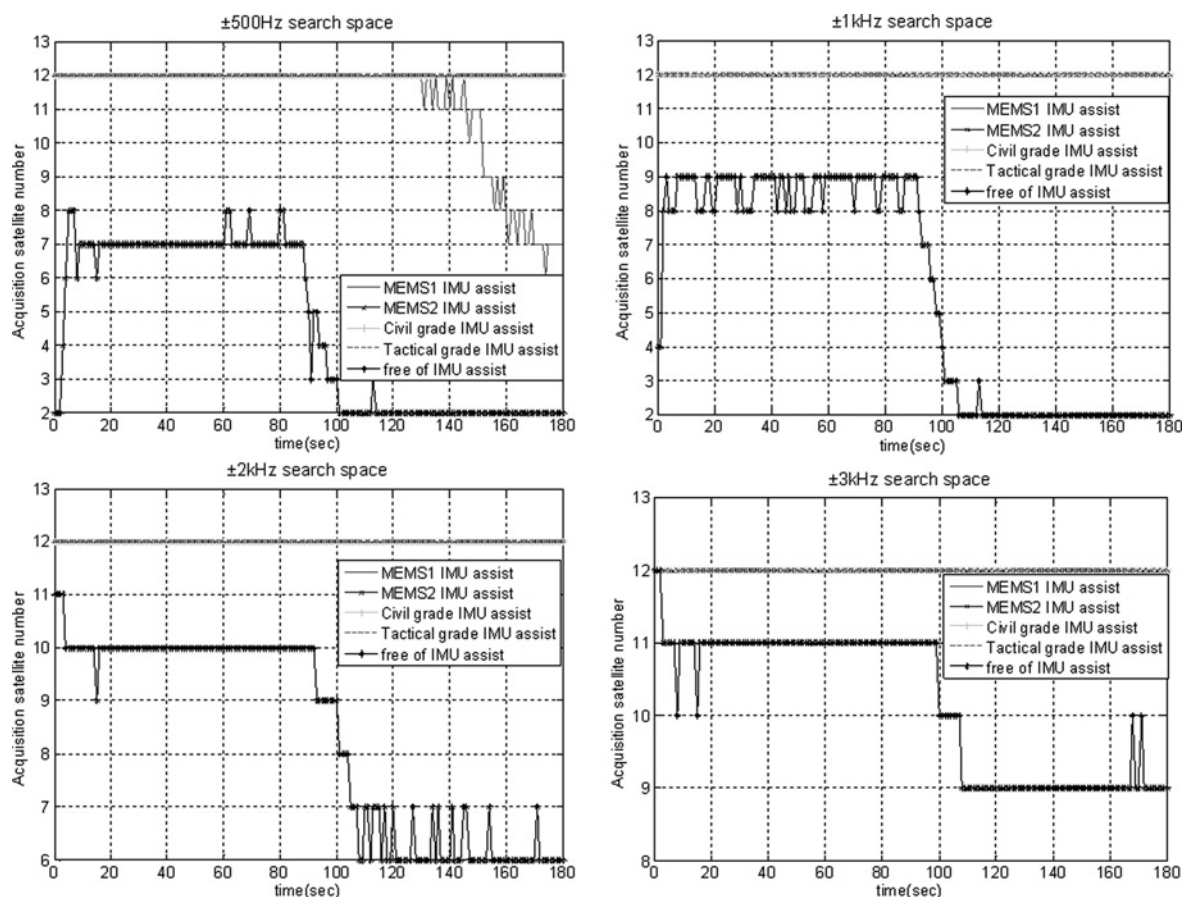 ±500Hz search space
13
12
11
10
9
8
7
6
5
4
3
2
Acquisition satellite number
MEMS1 IMU assist
MEMS2 IMU assist
Civil grade IMU assist
Tactical grade IMU assist
free of IMU assist
0 20 40 60 80 100 120 140 160 180
time(sec)
±1kHz search space
13
12
11
10
9
8
7
6
5
4
3
2
Acquisition satellite number
MEMS1 IMU assist
MEMS2 IMU assist
Civil grade IMU assist
Tactical grade IMU assist
free of IMU assist
0 20 40 60 80 100 120 140 160 180
time(sec)
±2kHz search space
13
12
11
10
9
8
7
6
Acquisition satellite number
MEMS1 IMU assist
MEMS2 IMU assist
Civil grade IMU assist
Tactical grade IMU assist
free of IMU assist
0 20 40 60 80 100 120 140 160 180
time(sec)
±3kHz search space
13
12
11
10
9
8
Acquisition satellite number
MEMS1 IMU assist
MEMS2 IMU assist
Civil grade IMU assist
Tactical grade IMU assist
free of IMU assist
0 20 40 60 80 100 120 140 160 180
time(sec)